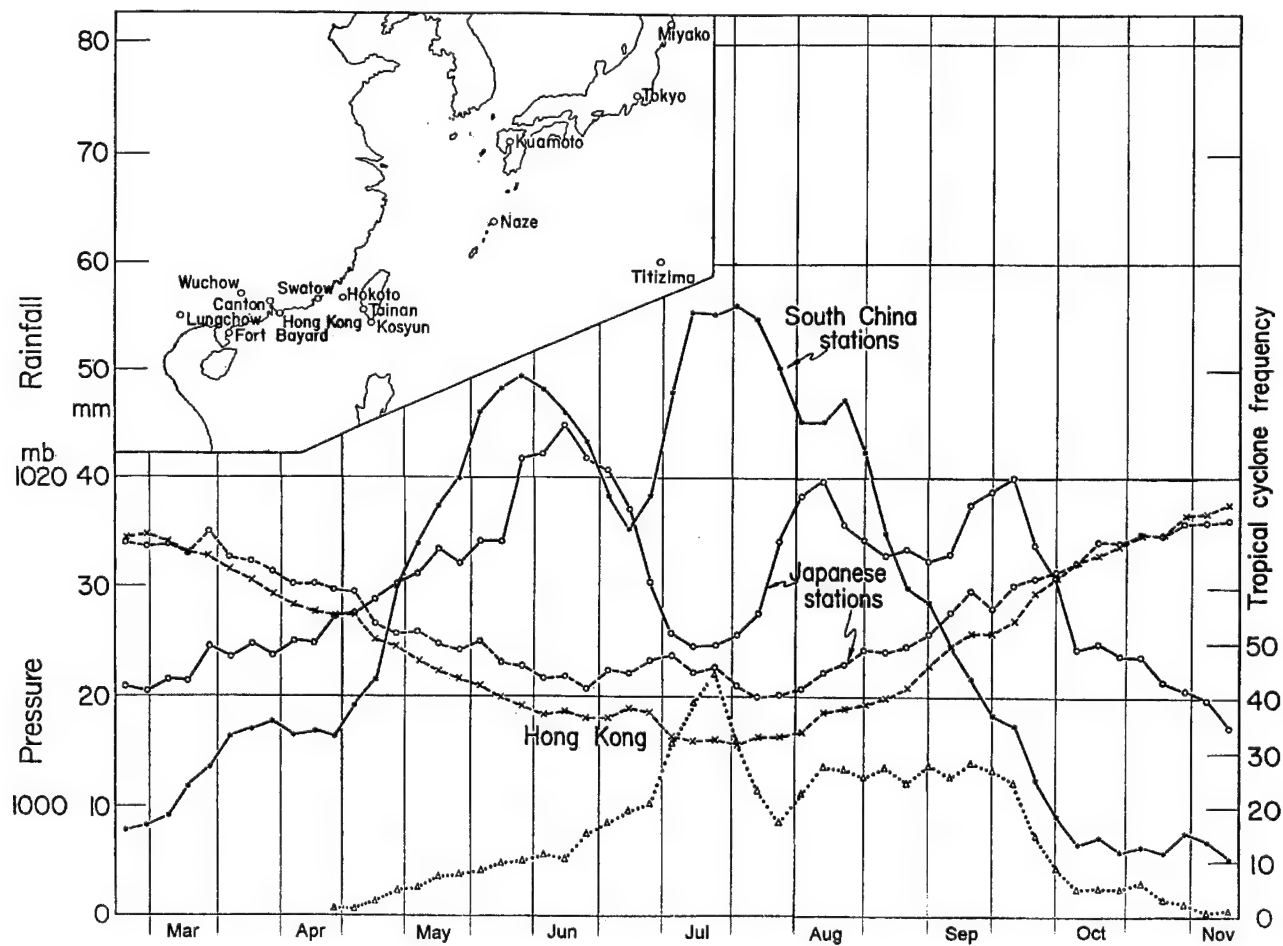 80
70
60
50
mm
mb
1020 40
30
20
1000 10
0
Rainfall
Pressure
Miyako
Tokyo
Kuamoto
Naze
Titizima
Wuchow
Swatow
Hokoto
Canton
Tainan
Lungchow
Hong Kong
Kosyun
Fort Bayard
South China
stations
Japanese
stations
Hong Kong
Tropical cyclone frequency
50
40
30
20
10
0
Mar
Apr
May
Jun
Jul
Aug
Sep
Oct
Nov